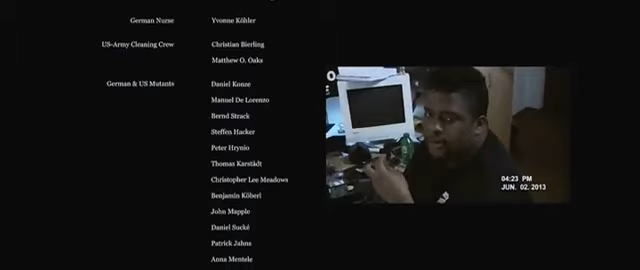 German Nurse Yvonne Köhler
US-Army Cleaning Crew Christian Bierling
Matthew O. Oaks
German & US Mutants Daniel Konze
Manuel De Lorenzo
Bernd Strack
Steffen Hacker
Peter Hrynio
Thomas Karstädt
Christopher Lee Meadows
Benjamin Köberl
John Mapple
Daniel Sucké
Patrick Jahns
Anna Mentele
04:23 PM
JUN. 02. 2013